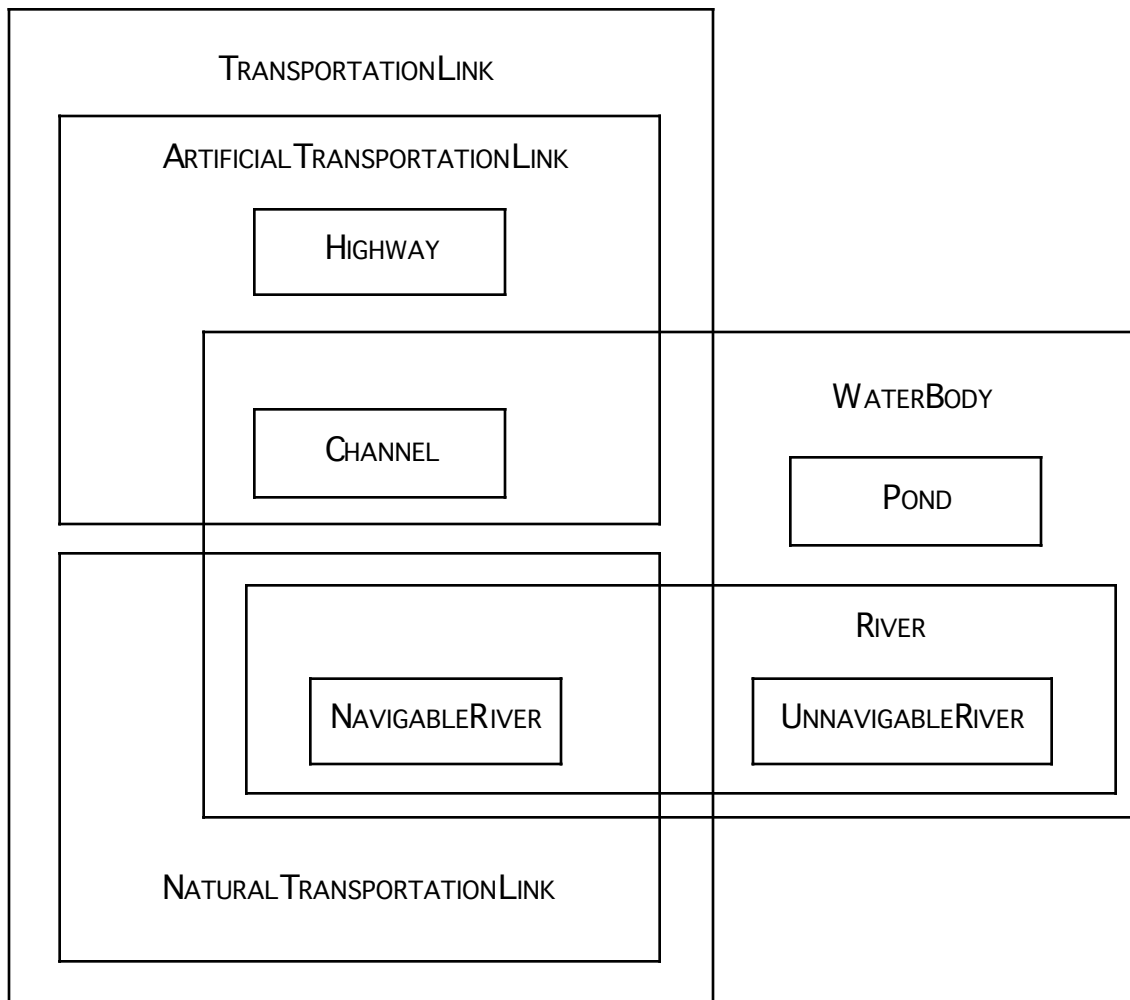 TransportationLink
ArtificialTransportationLink
Highway
Channel
WaterBody
Pond
River
NavigableRiver
UnnavigableRiver
NaturalTransportationLink